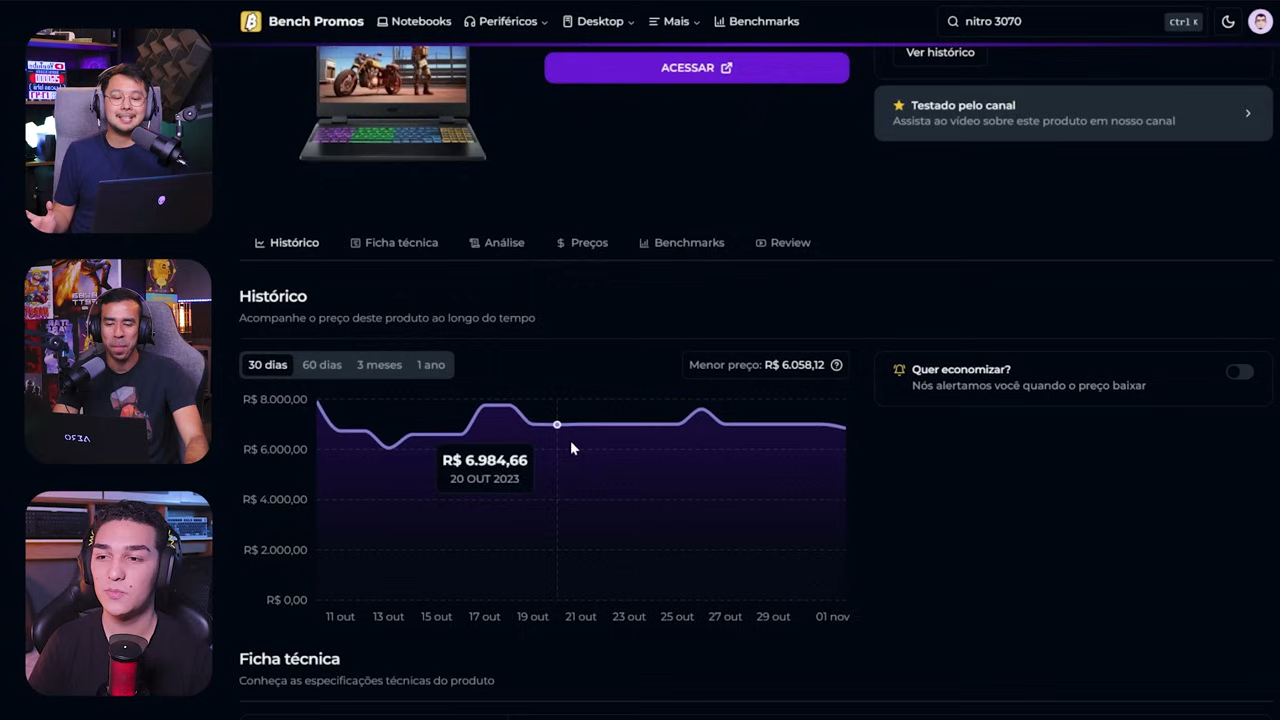 Bench Promos Notebooks Periféricos Desktop Mais Benchmarks nitro 3070 Ctrl K
ACESSAR
Ver histórico
Testado pelo canal
Assista ao vídeo sobre este produto em nosso canal
Histórico Ficha técnica Análise Preços Benchmarks Review
Histórico
Acompanhe o preço deste produto ao longo do tempo
30 dias 60 dias 3 meses 1 ano
Menor preço: R$ 6.058,12
Quer economizar?
Nós alertamos você quando o preço baixar
R$ 8.000,00
R$ 6.000,00
R$ 4.000,00
R$ 2.000,00
R$ 0,00
R$ 6.984,66
20 OUT 2023
11 out 13 out 15 out 17 out 19 out 21 out 23 out 25 out 27 out 29 out 01 nov
Ficha técnica
Conheça as especificações técnicas do produto
AERO